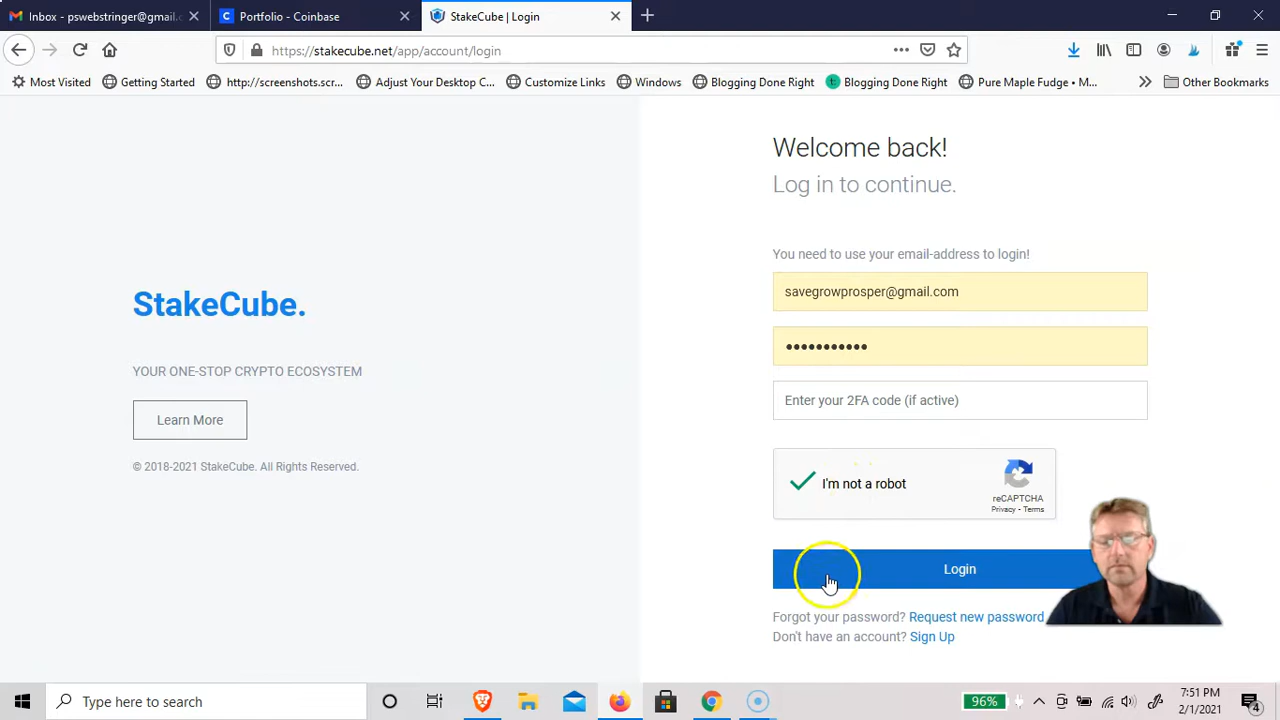 Inbox - pswebstringer@gmail.c
Portfolio - Coinbase
StakeCube | Login
https://stakecube.net/app/account/login
Most Visited
Getting Started
http://screenshots.scr...
Adjust Your Desktop C...
Customize Links
Windows
Blogging Done Right
t
Blogging Done Right
Pure Maple Fudge • M...
Other Bookmarks
Welcome back!
Log in to continue.
You need to use your email-address to login!
savegrowprosper@gmail.com
•••••••••••
Enter your 2FA code (if active)
I'm not a robot
reCAPTCHA
Privacy - Terms
Login
Forgot your password? Request new password
Don't have an account? Sign Up
StakeCube.
YOUR ONE-STOP CRYPTO ECOSYSTEM
Learn More
© 2018-2021 StakeCube. All Rights Reserved.
Type here to search
96%
7:51 PM
2/1/2021
4